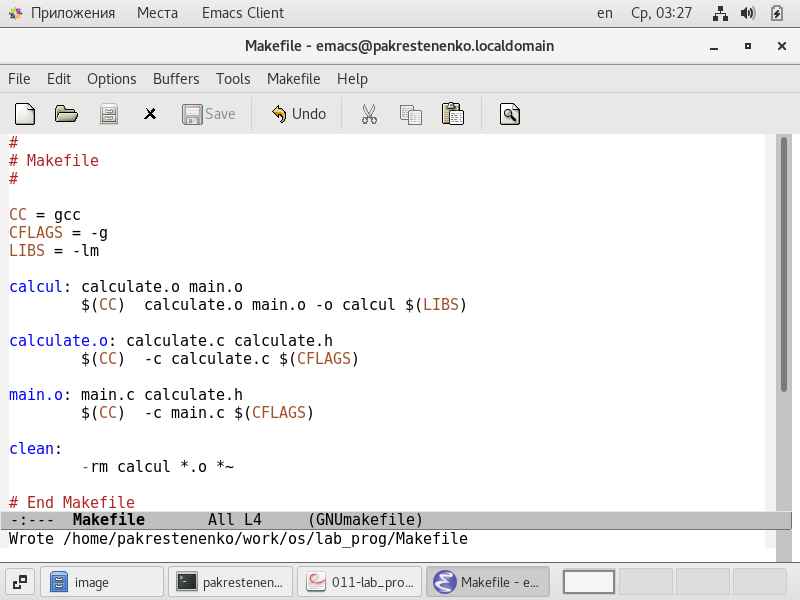 Приложения Места Emacs Client en Ср, 03:27
Makefile - emacs@pakrestenenko.localdomain
File Edit Options Buffers Tools Makefile Help
Save Undo
#
# Makefile
#
CC = gcc
CFLAGS = -g
LIBS = -lm
calcul: calculate.o main.o
$(CC)  calculate.o main.o -o calcul $(LIBS)
calculate.o: calculate.c calculate.h
$(CC)  -c calculate.c $(CFLAGS)
main.o: main.c calculate.h
$(CC)  -c main.c $(CFLAGS)
clean:
-rm calcul *.o *~
# End Makefile
-:---  Makefile       All L4     (GNUmakefile)
Wrote /home/pakrestenenko/work/os/lab_prog/Makefile
image pakrestenen... 011-lab_pro... Makefile - e...